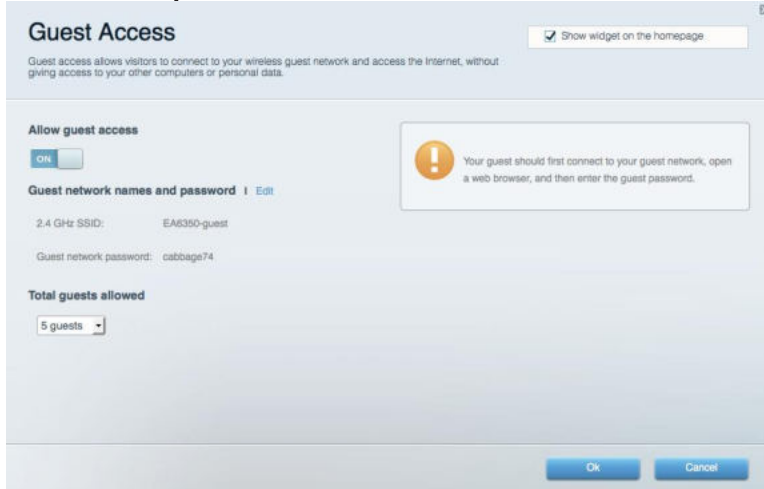 Guest Access
Show widget on the homepage
Guest access allows visitors to connect to your wireless guest network and access the Internet, without
giving access to your other computers or personal data.
Allow guest access
ON
Your guest should first connect to your guest network, open
a web browser, and then enter the guest password.
Guest network names and password | Edit
2.4 GHz SSID: EA6350-guest
Guest network password: cabbage74
Total guests allowed
5 guests
Ok Cancel